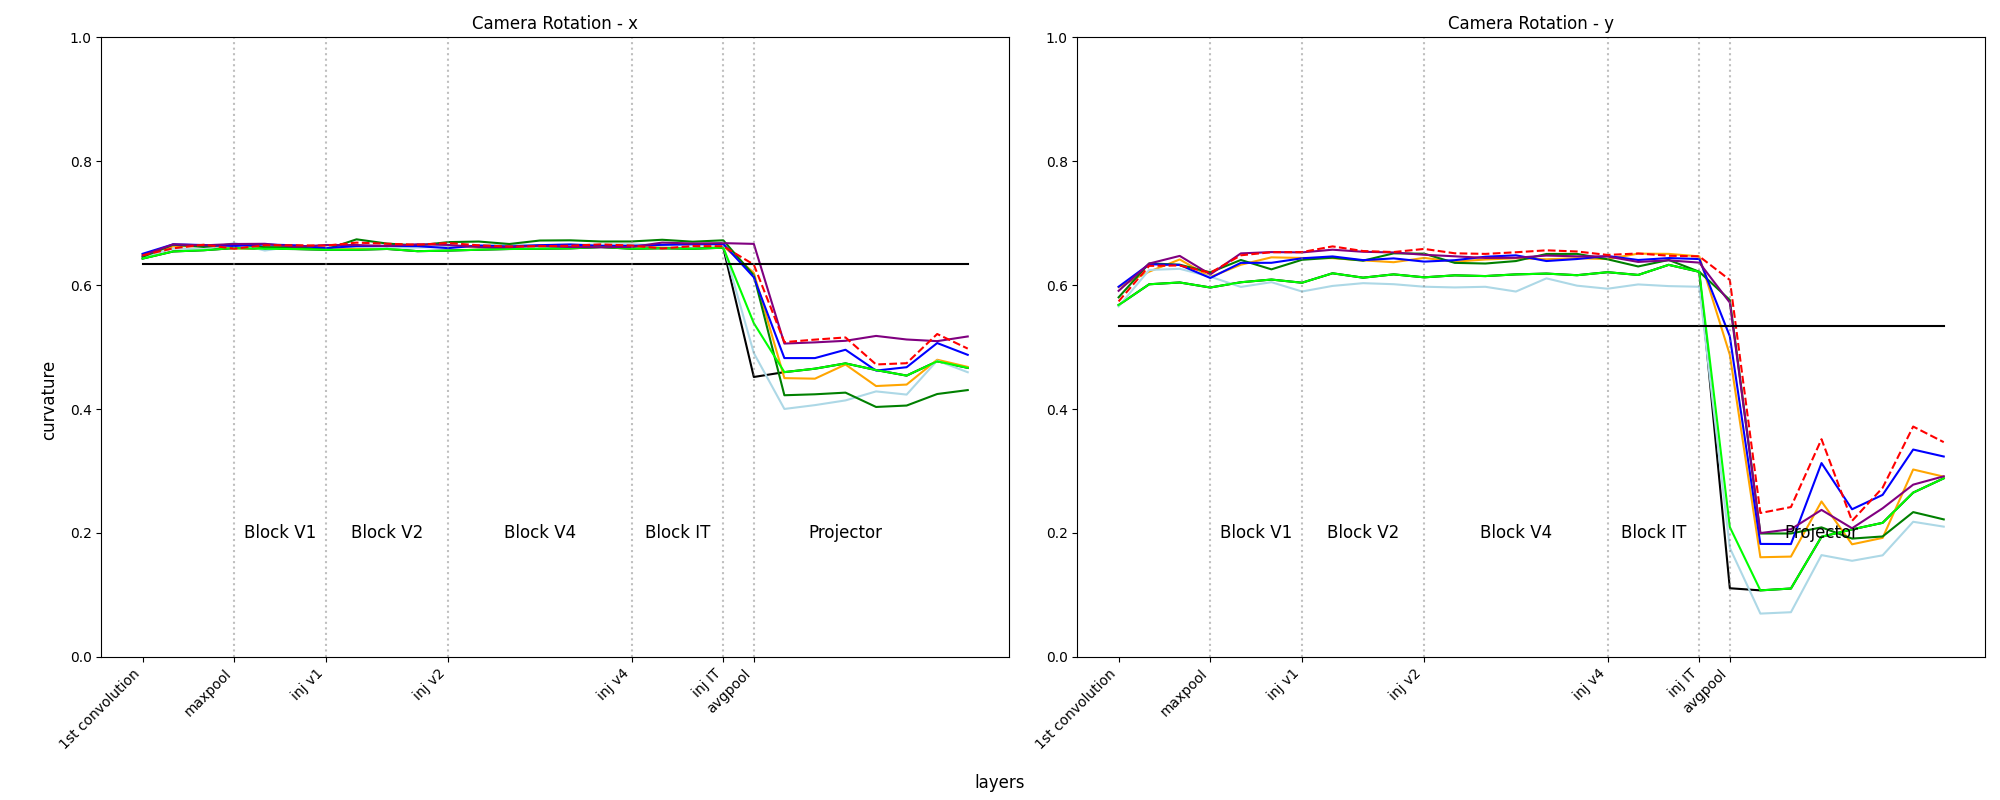 Camera Rotation - x
1.0
0.8
0.6
0.4
0.2
0.0
curvature
Block V1 Block V2 Block V4 Block IT Projector
1st convolution maxpool inj v1 inj v2 inj v4 inj IT avgpool
Camera Rotation - y
1.0
0.8
0.6
0.4
0.2
0.0
Block V1 Block V2 Block V4 Block IT Projector
1st convolution maxpool inj v1 inj v2 inj v4 inj IT avgpool
layers